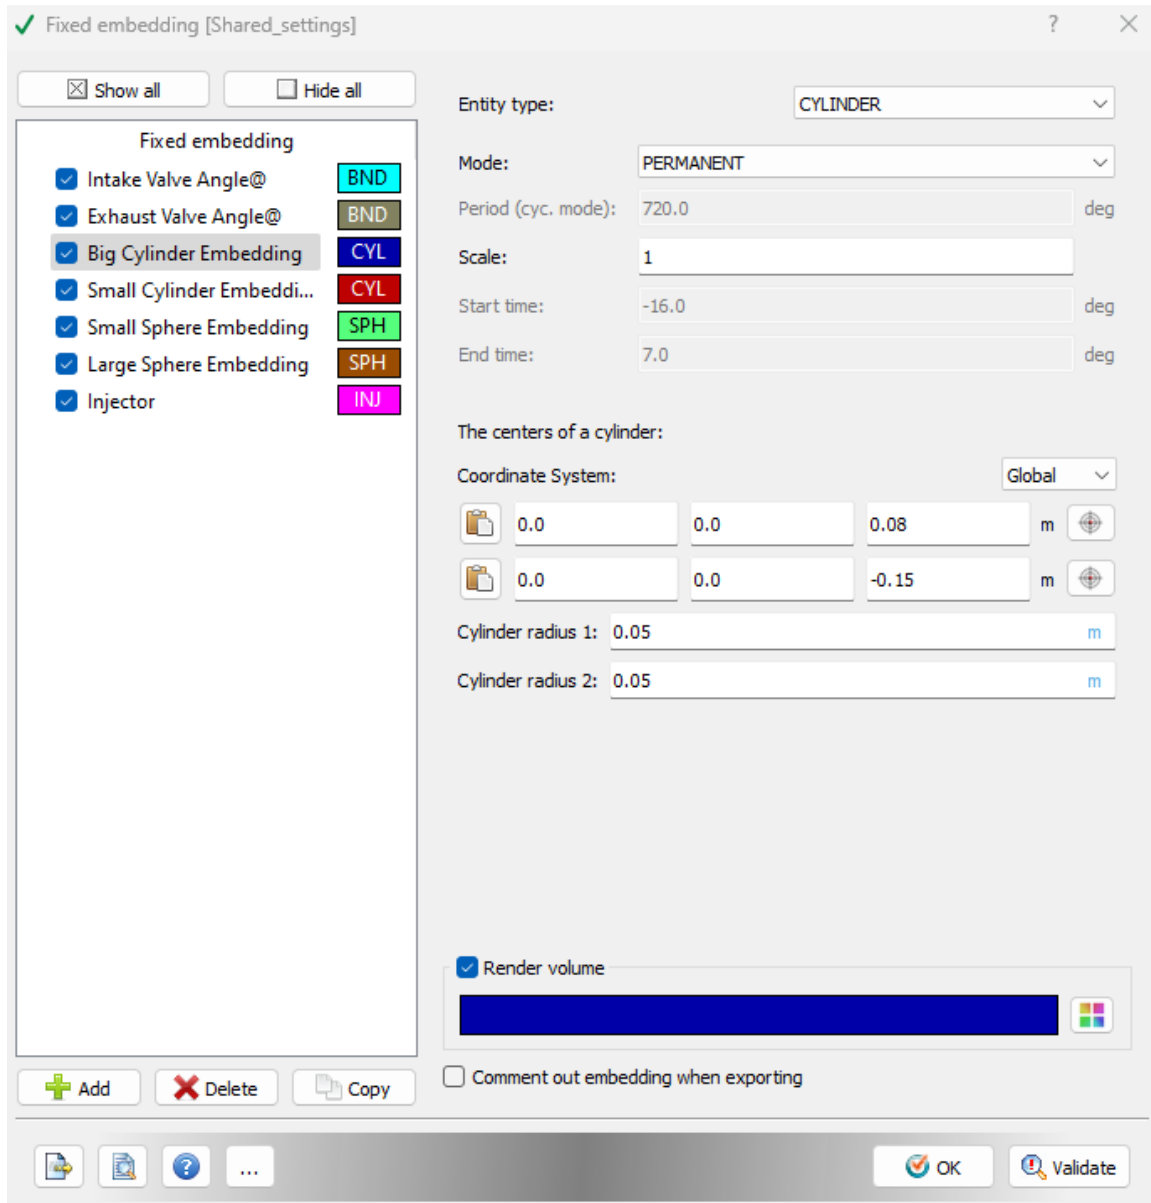 Fixed embedding [Shared_settings]
?
Show all
Hide all
Fixed embedding
Intake Valve Angle@ BND
Exhaust Valve Angle@ BND
Big Cylinder Embedding CYL
Small Cylinder Embeddi... CYL
Small Sphere Embedding SPH
Large Sphere Embedding SPH
Injector INJ
Add
Delete
Copy
Entity type: CYLINDER
Mode: PERMANENT
Period (cyc. mode): 720.0 deg
Scale: 1
Start time: -16.0 deg
End time: 7.0 deg
The centers of a cylinder:
Coordinate System: Global
0.0 0.0 0.08 m
0.0 0.0 -0.15 m
Cylinder radius 1: 0.05 m
Cylinder radius 2: 0.05 m
Render volume
Comment out embedding when exporting
?
...
OK
Validate